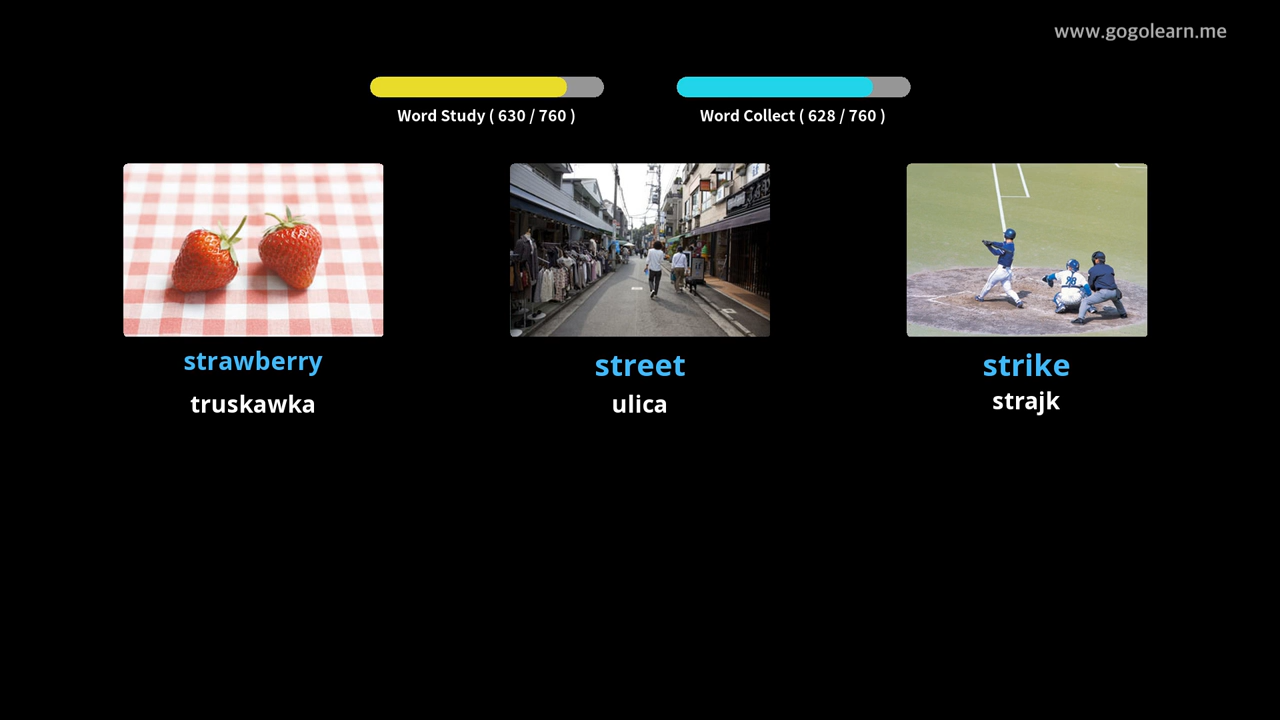 www.gogolearn.me
Word Study ( 630 / 760 )
Word Collect ( 628 / 760 )
strawberry
truskawka
street
ulica
strike
strajk